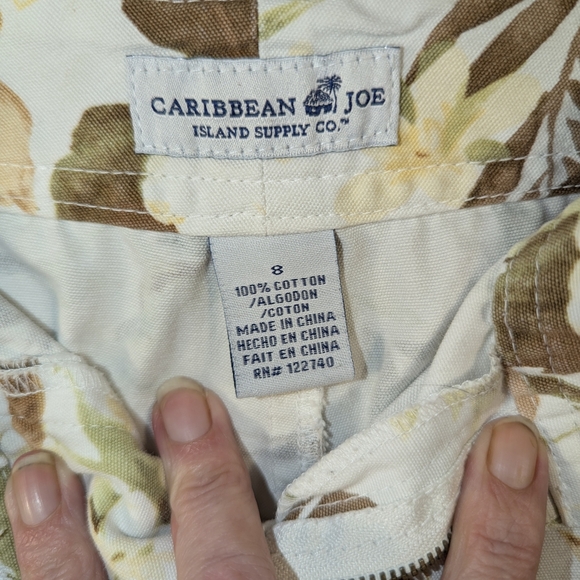 CARIBBEAN JOE
ISLAND SUPPLY CO.™
8
100% COTTON
/ALGODON
/COTON
MADE IN CHINA
HECHO EN CHINA
FAIT EN CHINA
RN# 122740